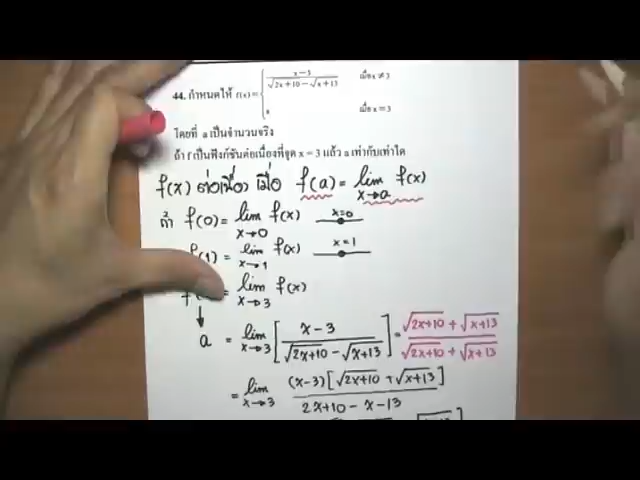 44. กำหนดให้ f(x) = { x-3 / √2x+10 - √x+13 เมื่อ x ≠ 3
a เมื่อ x = 3
โดยที่ a เป็นจำนวนจริง
ถ้า f เป็นฟังก์ชันต่อเนื่องที่จุด x = 3 แล้ว a เท่ากับเท่าใด
f(x) ต่อเนื่อง เมื่อ f(a) = lim x→a f(x)
ถ้า f(0) = lim x→0 f(x) x=0
f(1) = lim x→1 f(x) x=1
= lim x→3 f(x)
↓
a = lim x→3 [ x-3 / √2x+10 - √x+13 ] · √2x+10 + √x+13 / √2x+10 + √x+13
= lim x→3 (x-3)[√2x+10 + √x+13] / 2x+10 -x-13